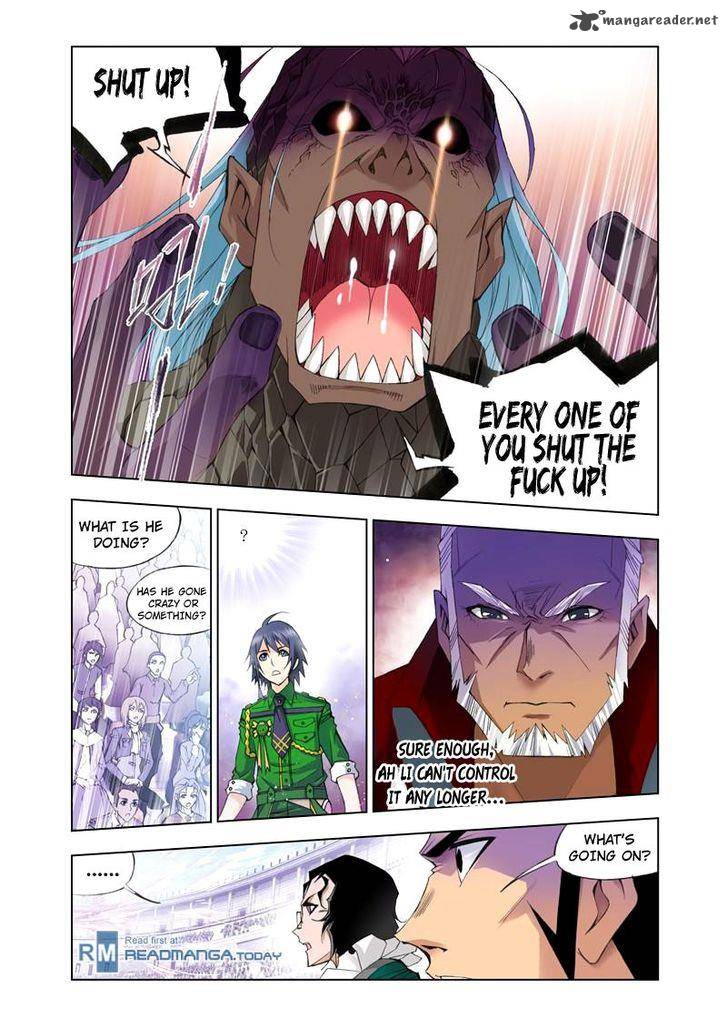 mangareader.net
SHUT UP!
吼!
EVERY ONE OF
YOU SHUT THE
FUCK UP!
WHAT IS HE
DOING?
HAS HE GONE
CRAZY OR
SOMETHING?
?
SURE ENOUGH,
AH LI CAN'T CONTROL
IT ANY LONGER...
......
WHAT'S
GOING ON?
Read first at:
RM READMANGA.TODAY